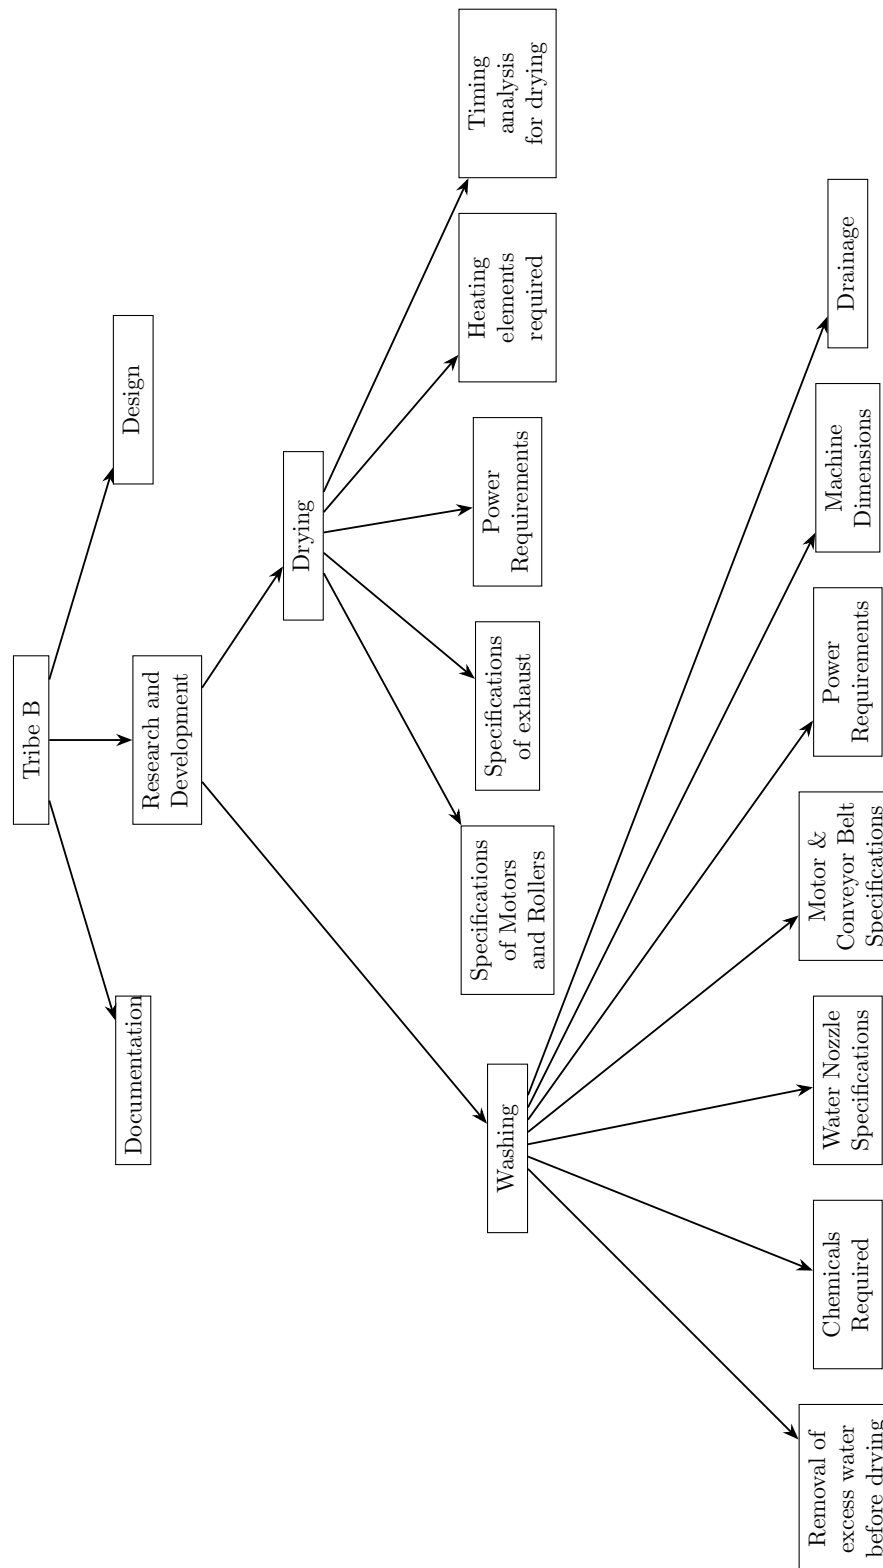 Tribe B
Documentation
Research and
Development
Design
Washing
Drying
Specifications
of Motors
and Rollers
Specifications
of exhaust
Power
Requirements
Heating
elements
required
Timing
analysis
for drying
Removal of
excess water
before drying
Chemicals
Required
Water Nozzle
Specifications
Motor &
Conveyor Belt
Specifications
Power
Requirements
Machine
Dimensions
Drainage